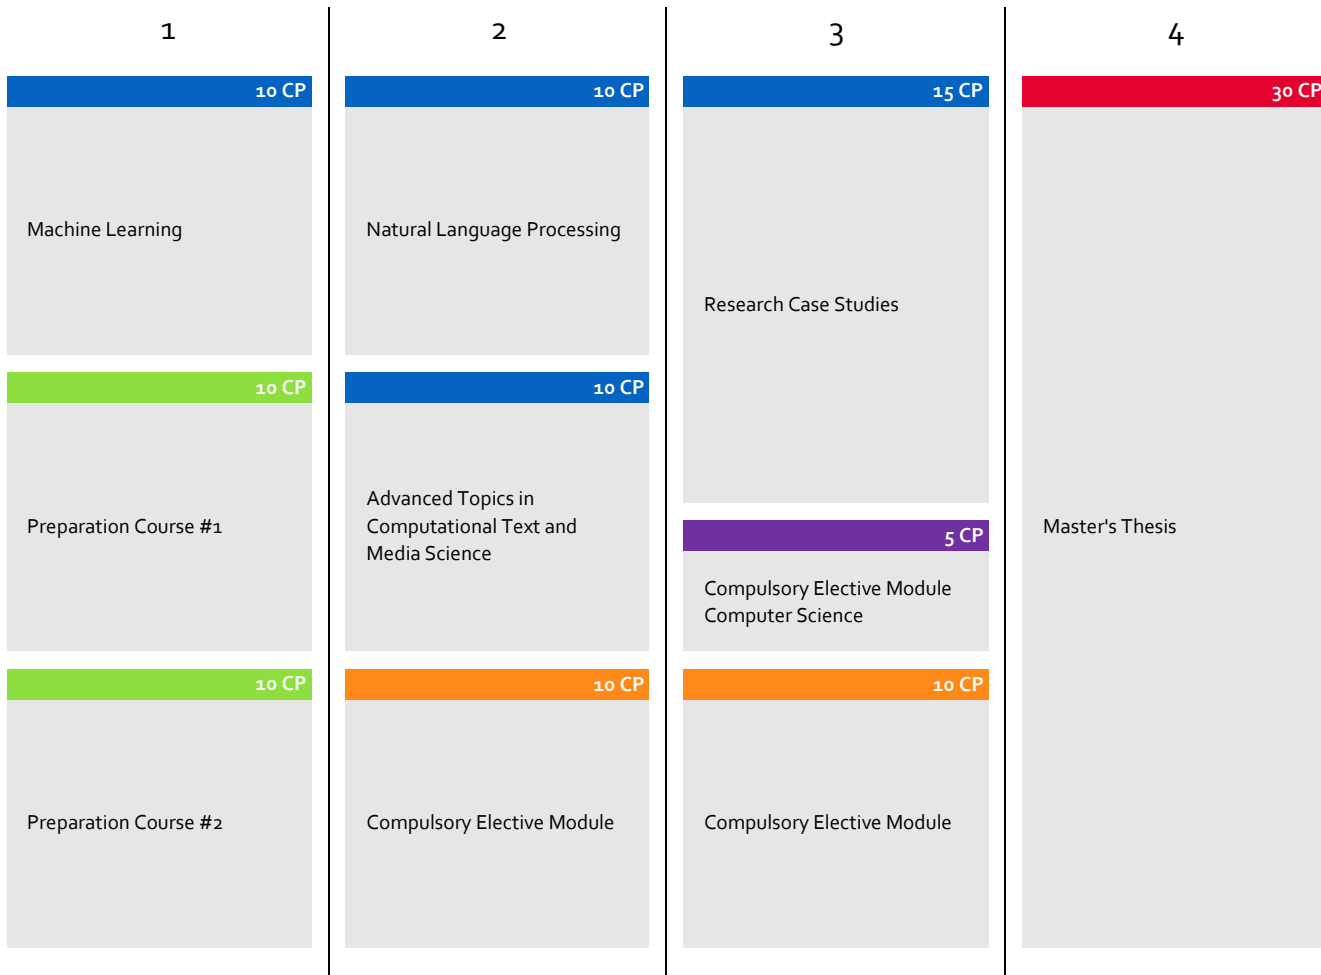 1
10 CP
Machine Learning
10 CP
Preparation Course #1
10 CP
Preparation Course #2
2
10 CP
Natural Language Processing
10 CP
Advanced Topics in
Computational Text and
Media Science
10 CP
Compulsory Elective Module
3
15 CP
Research Case Studies
5 CP
Compulsory Elective Module
Computer Science
10 CP
Compulsory Elective Module
4
30 CP
Master's Thesis